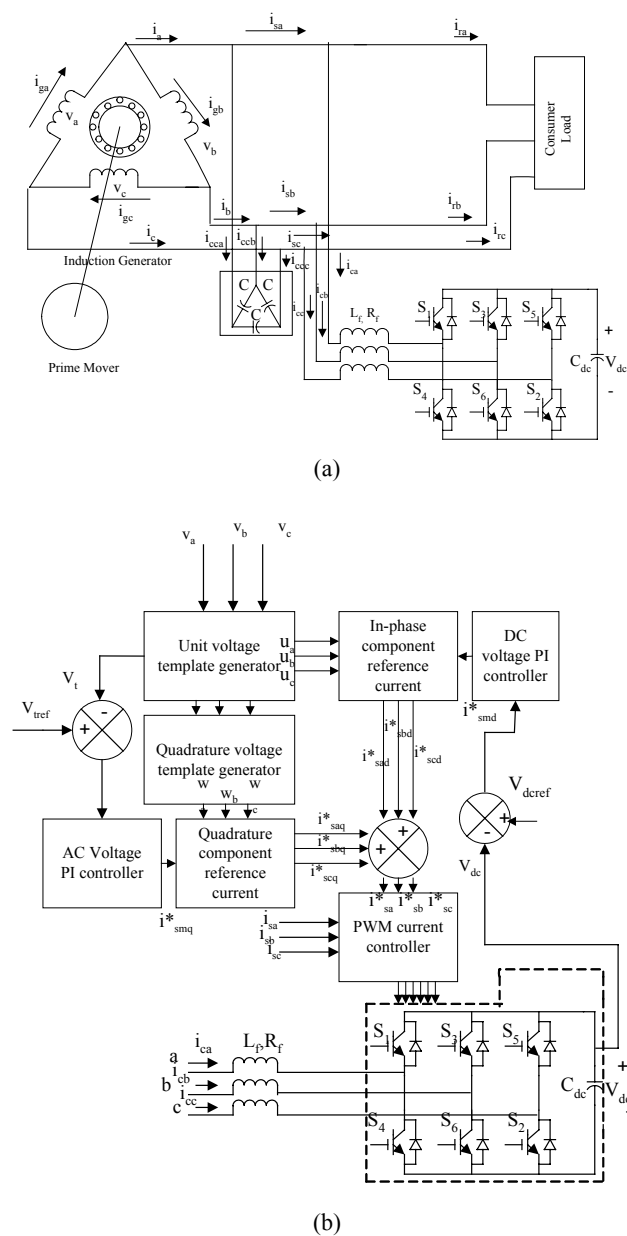 i_a
i_sa
i_ra
i_ga
i_gb
v_a
v_b
Consumer
Load
v_c
i_gc
i_b
i_sb
i_rb
i_c
i_cca
i_ccb
i_sc
i_rc
Induction Generator
i_ccc
i_ca
C C
C
i_cc
i_cb
L_f, R_f
S_1
S_3
S_5
+
C_dc
V_dc
-
S_4
S_6
S_2
Prime Mover
(a)
v_a
v_b
v_c
Unit voltage
template generator
u_a
u_b
u_c
In-phase
component
reference
current
DC
voltage PI
controller
V_t
V_tref
-
+
i*_smd
i*_sad
i*_sbd
i*_scd
Quadrature voltage
template generator
w w_b w_c
V_dcref
+
-
V_dc
AC Voltage
PI controller
i*_smq
Quadrature
component
reference
current
i*_saq
i*_sbq
i*_scq
+
+
i*_sa i*_sb i*_sc
i_sa
i_sb
i_sc
PWM current
controller
a
i_ca
i_cb
b
i_cc
c
L_f,R_f
S_1
S_3
S_5
+
C_dc
V_dc
-
S_4
S_6
S_2
(b)